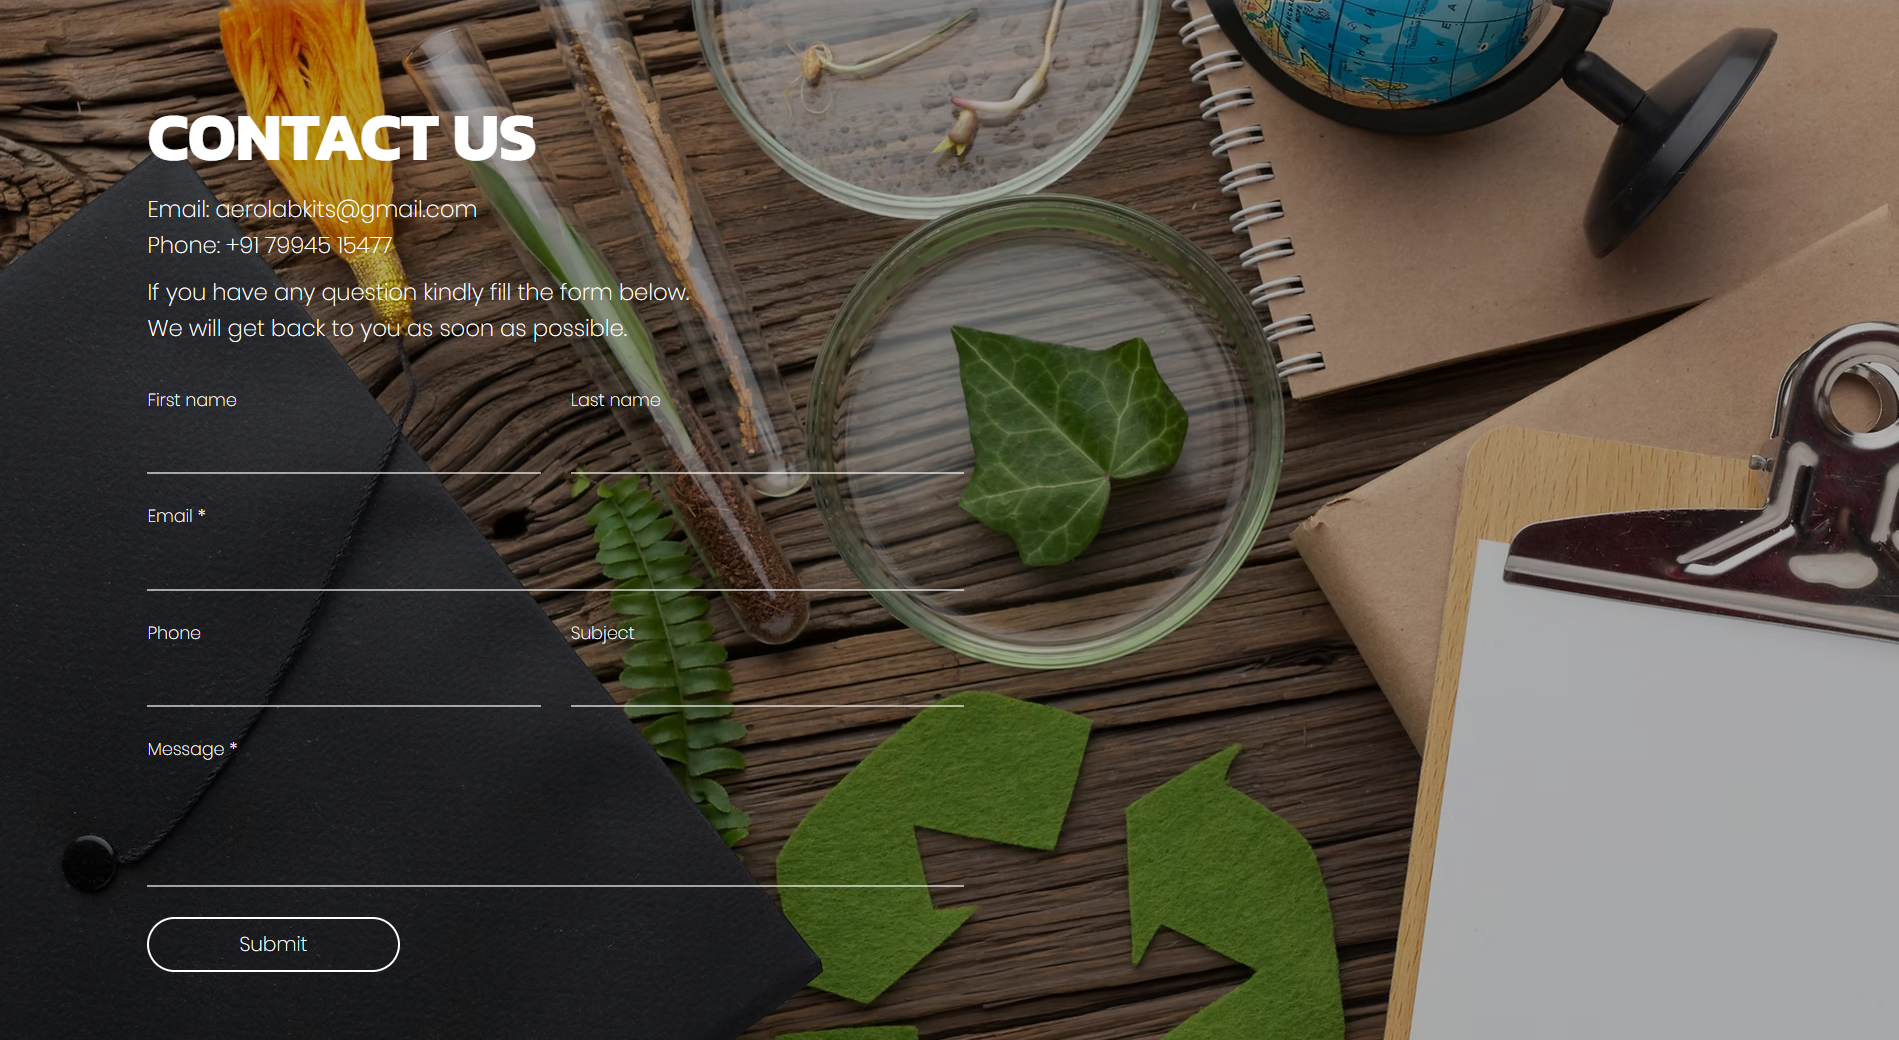 CONTACT US
Email: aerolabkits@gmail.com
Phone: +91 79945 15477
If you have any question kindly fill the form below.
We will get back to you as soon as possible.
First name
Last name
Email *
Phone
Subject
Message *
Submit